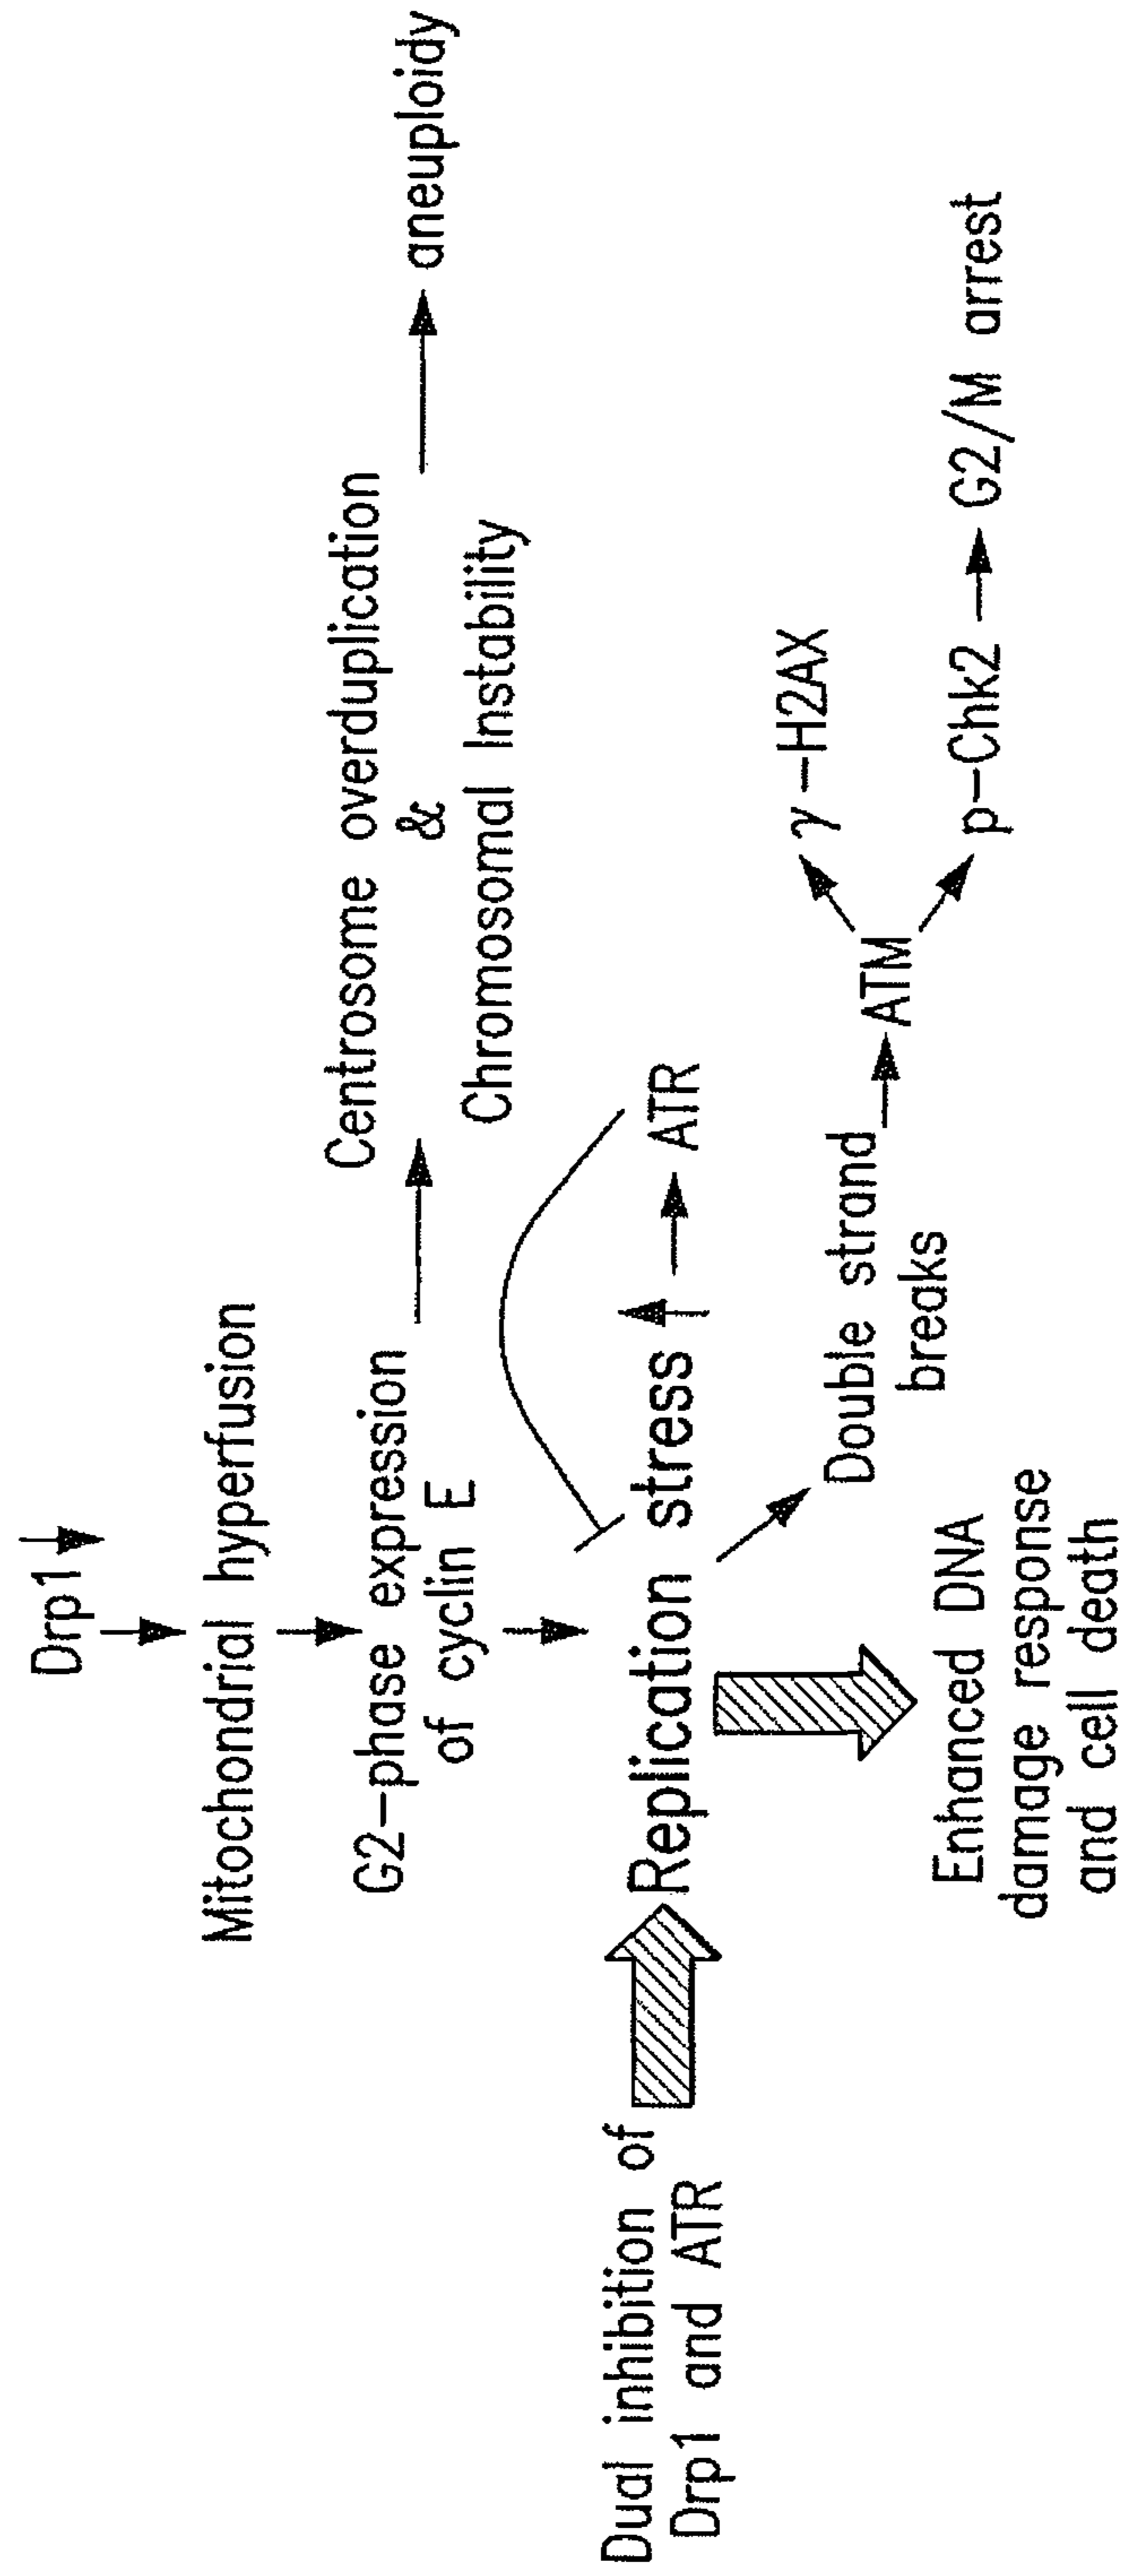 Drp1
Mitochondrial hyperfusion
G2-phase expression
of cyclin E
Centrosome overduplication
&
Chromosomal Instability
aneuploidy
Dual inhibition of
Drp1 and ATR
Replication stress
ATR
Double strand
breaks
ATM
γ-H2AX
p-Chk2
G2/M arrest
Enhanced DNA
damage response
and cell death